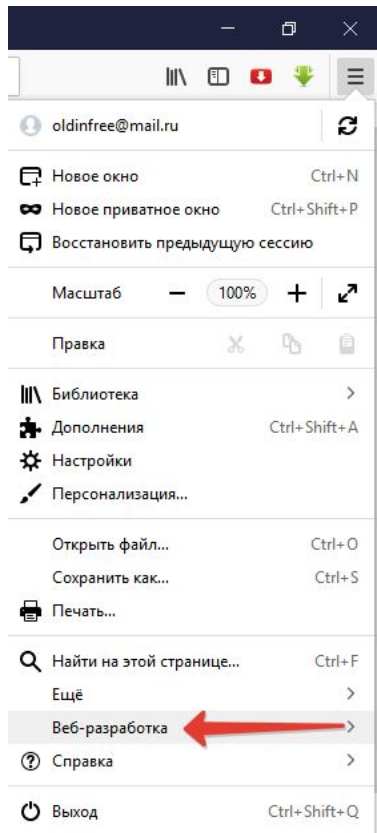 oldinfree@mail.ru
Новое окно Ctrl+N
Новое приватное окно Ctrl+Shift+P
Восстановить предыдущую сессию
Масштаб − 100% +
Правка
Библиотека
Дополнения Ctrl+Shift+A
Настройки
Персонализация...
Открыть файл... Ctrl+O
Сохранить как... Ctrl+S
Печать...
Найти на этой странице... Ctrl+F
Ещё
Веб-разработка
Справка
Выход Ctrl+Shift+Q